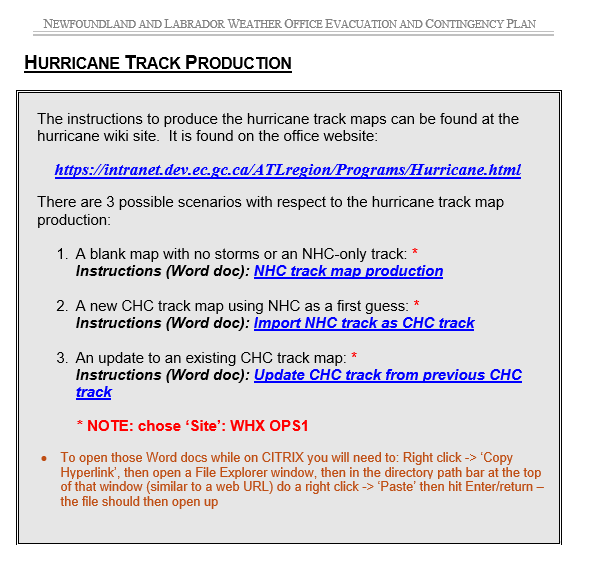 NEWFOUNDLAND AND LABRADOR WEATHER OFFICE EVACUATION AND CONTINGENCY PLAN
HURRICANE TRACK PRODUCTION
The instructions to produce the hurricane track maps can be found at the
hurricane wiki site.  It is found on the office website:
https://intranet.dev.ec.gc.ca/ATLregion/Programs/Hurricane.html
There are 3 possible scenarios with respect to the hurricane track map
production:
1. A blank map with no storms or an NHC-only track: *
Instructions (Word doc): NHC track map production
2. A new CHC track map using NHC as a first guess: *
Instructions (Word doc): Import NHC track as CHC track
3. An update to an existing CHC track map: *
Instructions (Word doc): Update CHC track from previous CHC
track
* NOTE: chose ‘Site’: WHX OPS1
• To open those Word docs while on CITRIX you will need to: Right click -> ‘Copy
Hyperlink’, then open a File Explorer window, then in the directory path bar at the top
of that window (similar to a web URL) do a right click -> ‘Paste’ then hit Enter/return –
the file should then open up